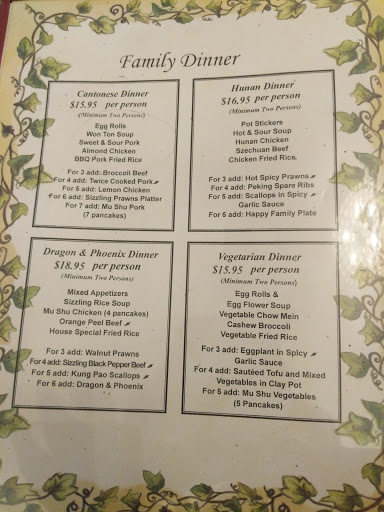 Family Dinner
Cantonese Dinner
$15.95 per person
(Minimum Two Persons)
Egg Rolls
Won Ton Soup
Sweet & Sour Pork
Almond Chicken
BBQ Pork Fried Rice
For 3 add: Broccoli Beef
For 4 add: Twice Cooked Pork
For 5 add: Lemon Chicken
For 6 add: Sizzling Prawns Platter
For 7 add: Mu Shu Pork
(7 pancakes)
Hunan Dinner
$16.95 per person
(Minimum Two Persons)
Pot Stickers
Hot & Sour Soup
Hunan Chicken
Szechuan Beef
Chicken Fried Rice
For 3 add: Hot Spicy Prawns
For 4 add: Peking Spare Ribs
For 5 add: Scallops in Spicy
Garlic Sauce
For 6 add: Happy Family Plate
Dragon & Phoenix Dinner
$18.95 per person
(Minimum Two Persons)
Mixed Appetizers
Sizzling Rice Soup
Mu Shu Chicken (4 pancakes)
Orange Peel Beef
House Special Fried Rice
For 3 add: Walnut Prawns
For 4 add: Sizzling Black Pepper Beef
For 5 add: Kung Pao Scallops
For 6 add: Dragon & Phoenix
Vegetarian Dinner
$15.95 per person
(Minimum Two Persons)
Egg Rolls &
Egg Flower Soup
Vegetable Chow Mein
Cashew Broccoli
Vegetable Fried Rice
For 3 add: Eggplant in Spicy
Garlic Sauce
For 4 add: Sautéed Tofu and Mixed
Vegetables in Clay Pot
For 5 add: Mu Shu Vegetables
(5 Pancakes)